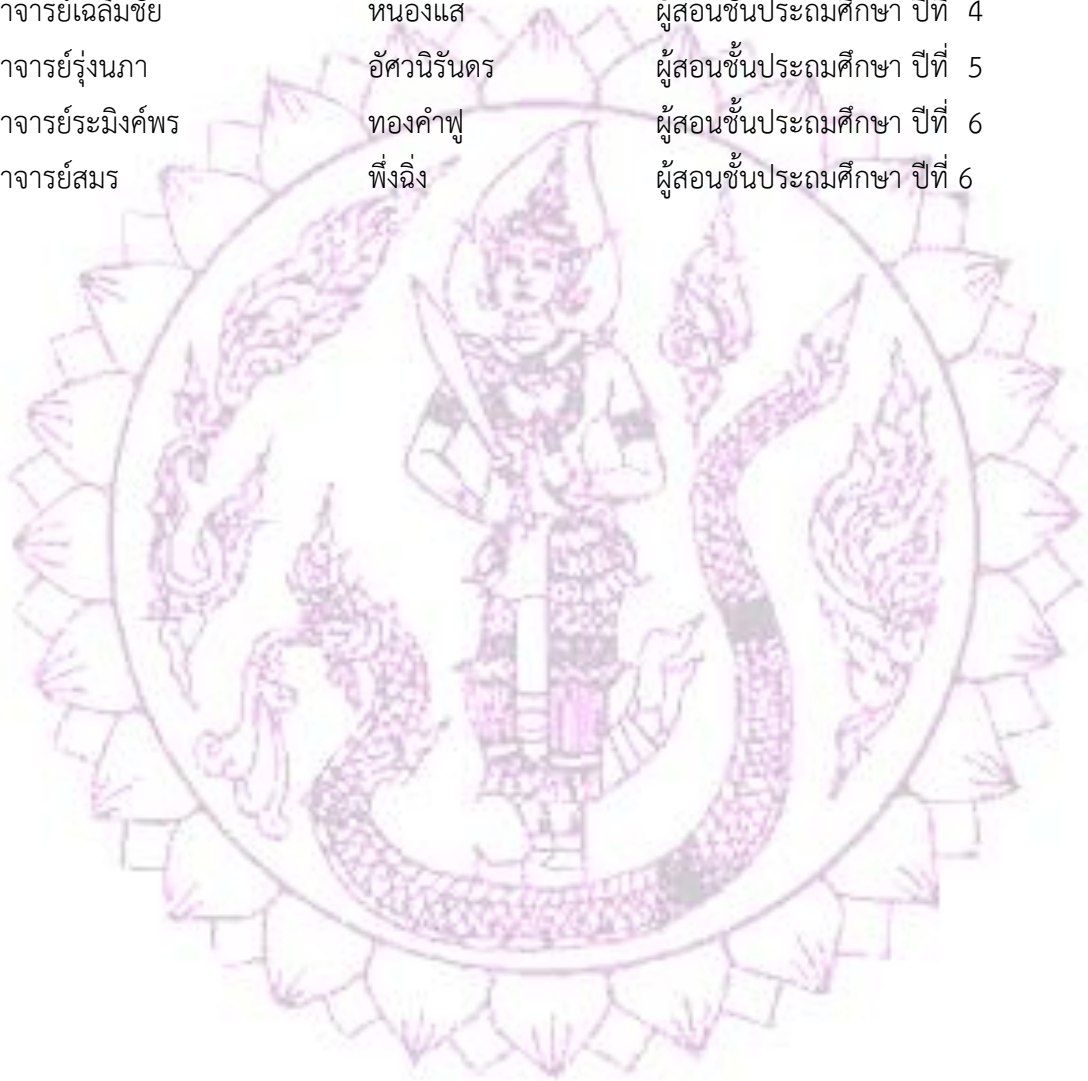 าจารย์เฉลิมชัย หนองแส ผู้สอนชั้นประถมศึกษา ปีที่ 4
าจารย์รุ่งนภา อัศวนิรันดร ผู้สอนชั้นประถมศึกษา ปีที่ 5
าจารย์ระมิงค์พร ทองคำฟู ผู้สอนชั้นประถมศึกษา ปีที่ 6
าจารย์สมร พึ่งฉิ่ง ผู้สอนชั้นประถมศึกษา ปีที่ 6